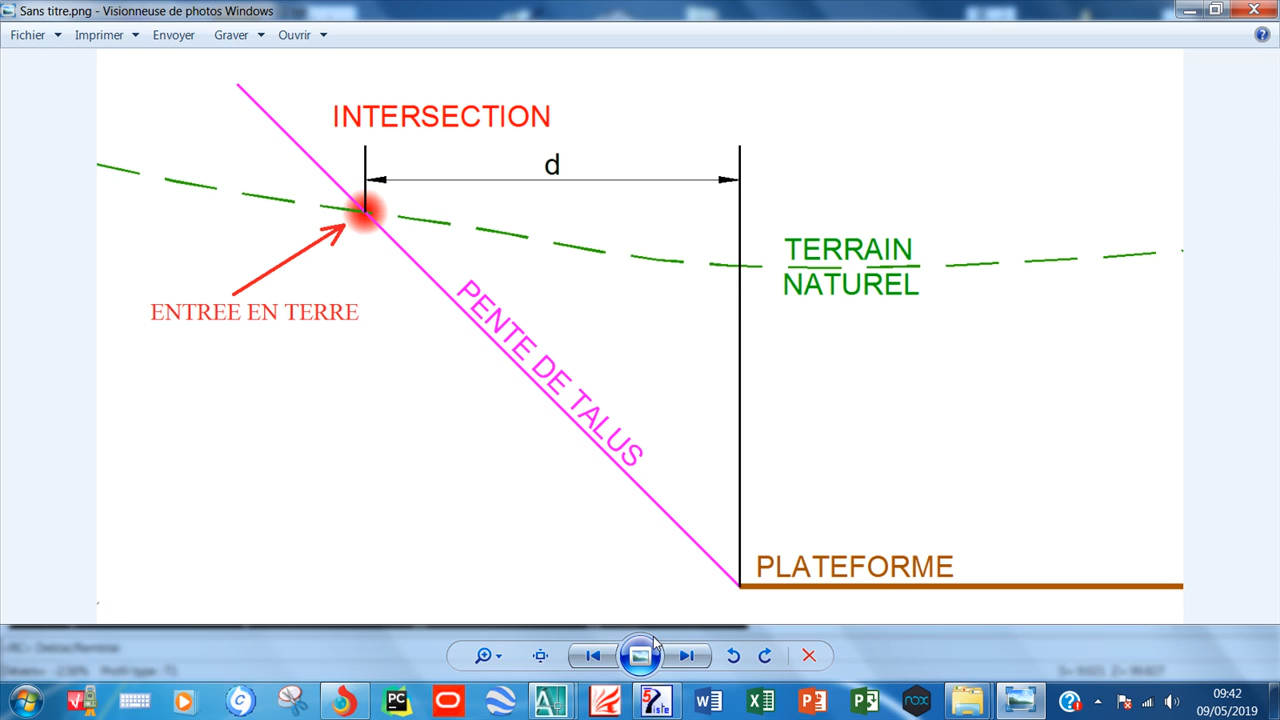 Sans titre.png - Visionneuse de photos Windows
Fichier Imprimer Envoyer Graver Ouvrir
INTERSECTION
d
TERRAIN
NATUREL
ENTREE EN TERRE
PENTE DE TALUS
PLATEFORME
09:42
09/05/2019